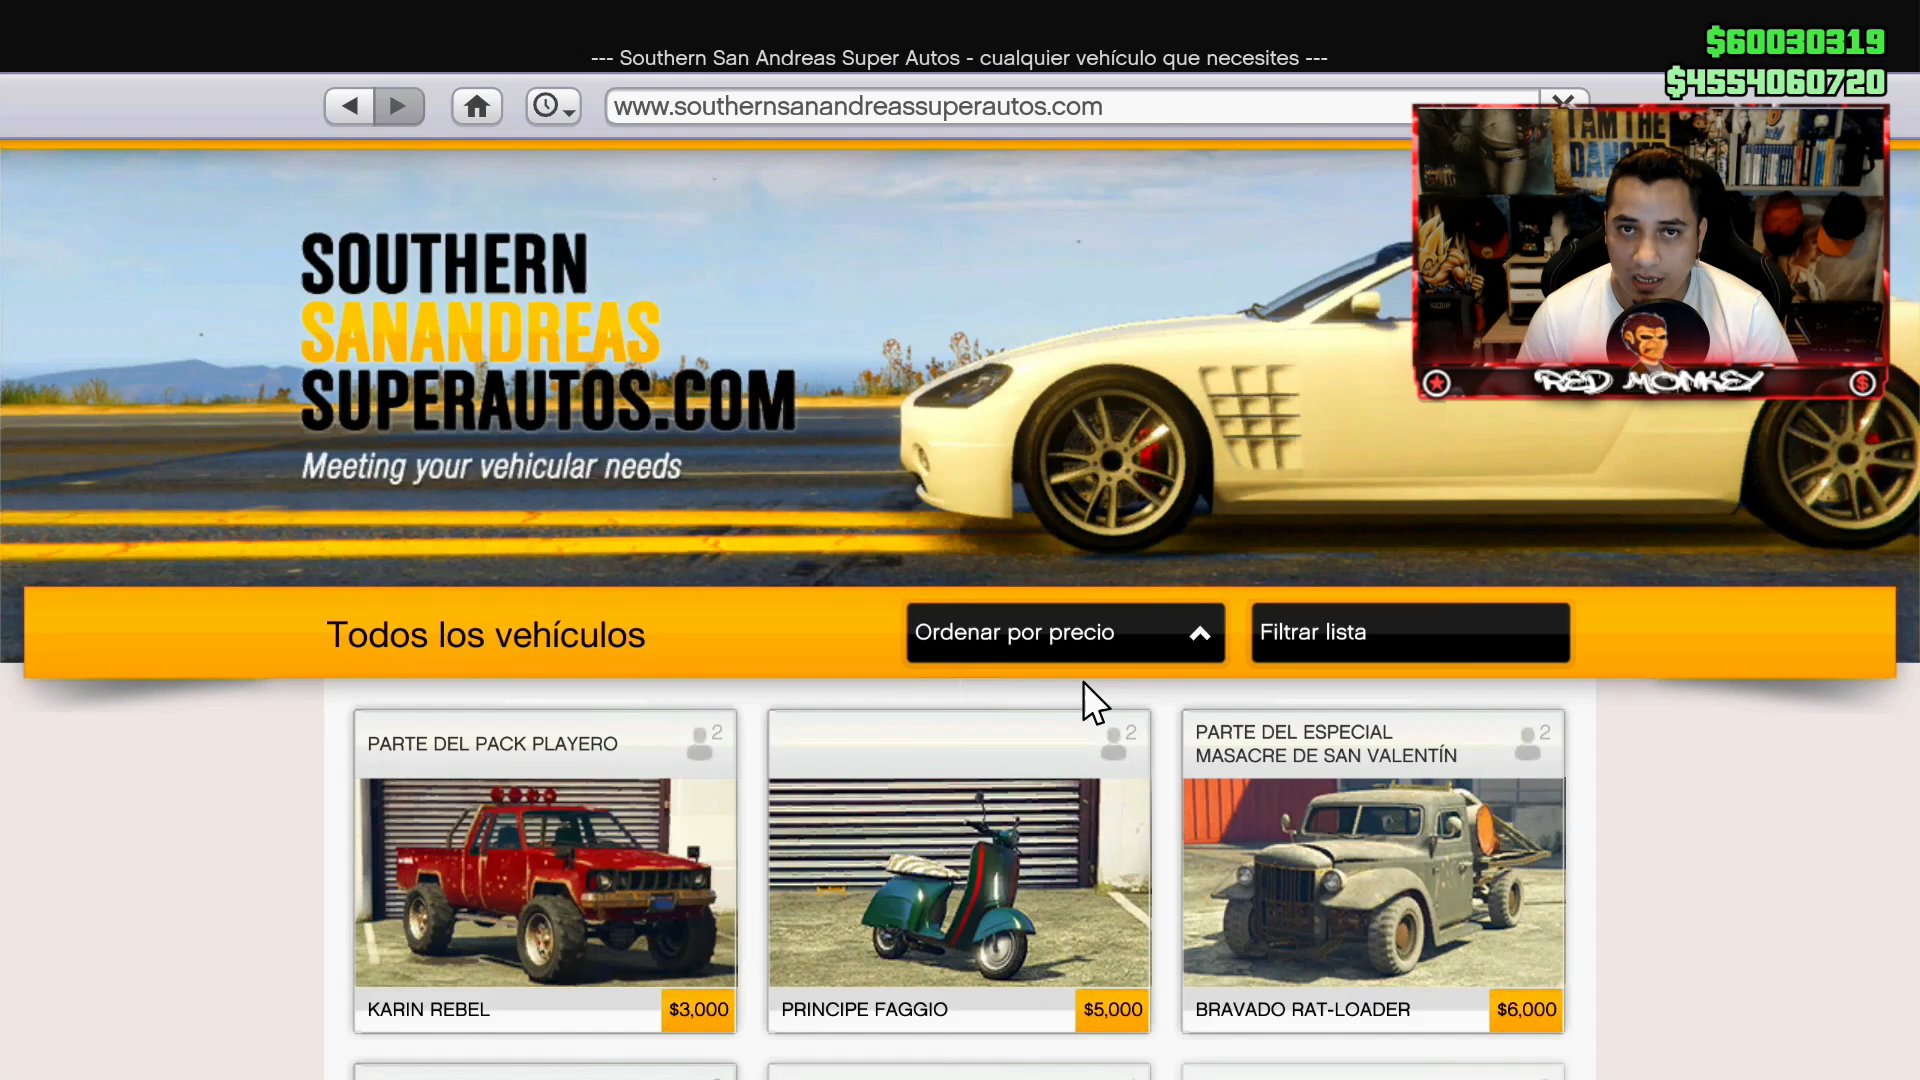 $60030319
--- Southern San Andreas Super Autos - cualquier vehículo que necesites ---
$4554060720
www.southernsanandreassuperautos.com
I AM THE
DANGER
SOUTHERN
SANANDREAS
SUPERAUTOS.COM
Meeting your vehicular needs
RED MONKEY
Todos los vehículos
Ordenar por precio
Filtrar lista
PARTE DEL PACK PLAYERO
2
2
PARTE DEL ESPECIAL
MASACRE DE SAN VALENTÍN
2
KARIN REBEL
$3,000
PRINCIPE FAGGIO
$5,000
BRAVADO RAT-LOADER
$6,000